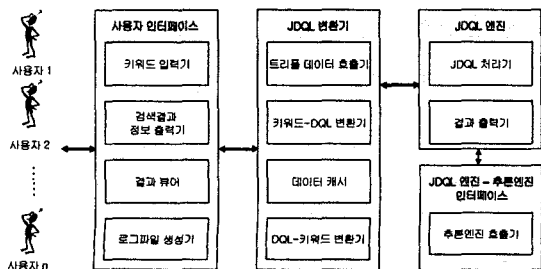 사용자 1
사용자 2
사용자 n
사용자 인터페이스
키워드 입력기
검색결과
정보 출력기
결과 뷰어
로그파일 생성기
JDQL 변환기
트리플 데이터 호출기
키워드-DQL 변환기
데이터 캐시
DQL-키워드 변환기
JDQL 엔진
JDQL 처리기
결과 출력기
JDQL 엔진 – 추론엔진
인터페이스
추론엔진 호출기